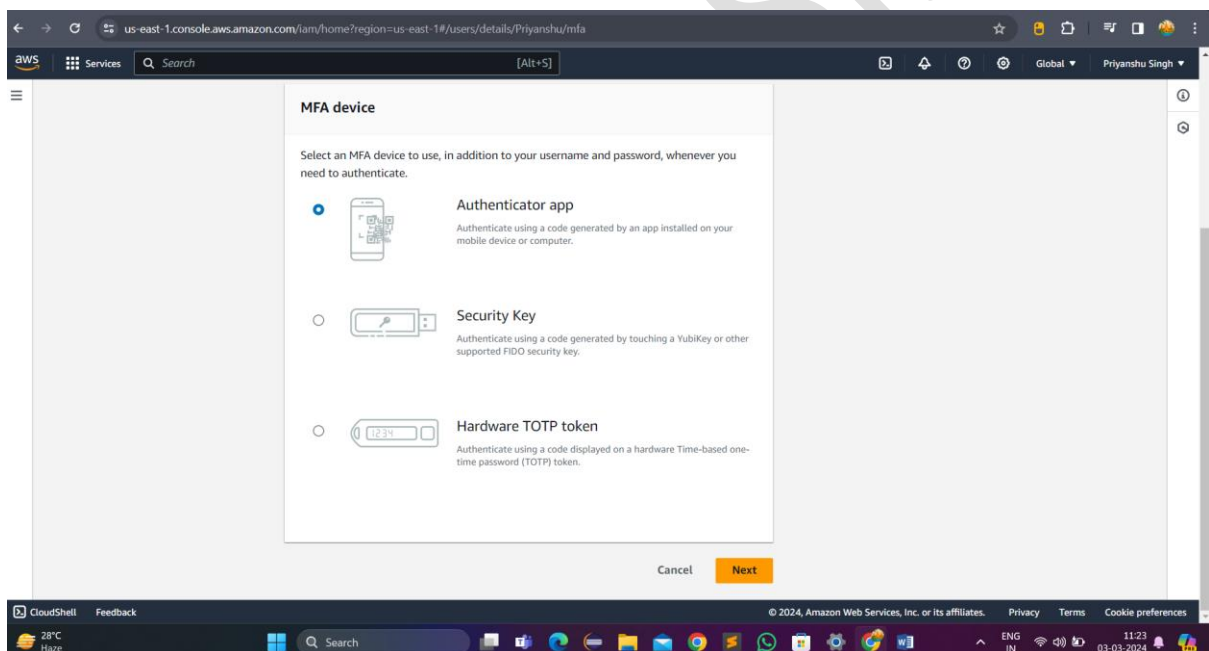 us-east-1.console.aws.amazon.com/iam/home?region=us-east-1#/users/details/Priyanshu/mfa
aws Services Search [Alt+S] Global Priyanshu Singh
MFA device
Select an MFA device to use, in addition to your username and password, whenever you
need to authenticate.
Authenticator app
Authenticate using a code generated by an app installed on your
mobile device or computer.
Security Key
Authenticate using a code generated by touching a YubiKey or other
supported FIDO security key.
1234
Hardware TOTP token
Authenticate using a code displayed on a hardware Time-based one-
time password (TOTP) token.
Cancel Next
CloudShell Feedback © 2024, Amazon Web Services, Inc. or its affiliates. Privacy Terms Cookie preferences
28°C
Haze
Search
ENG
IN
11:23
03-03-2024